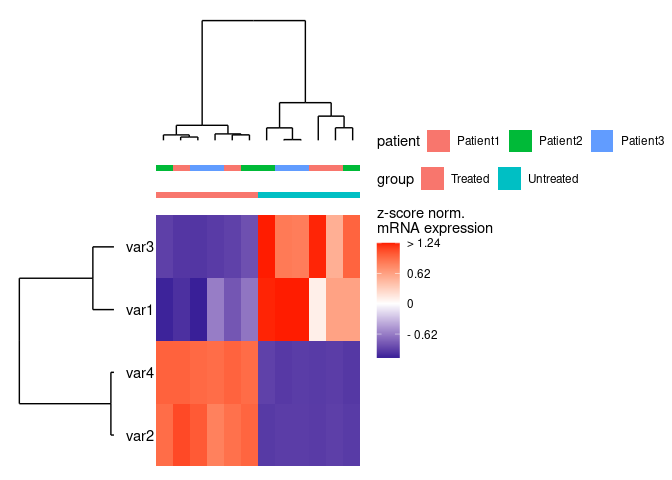 patient Patient1 Patient2 Patient3
group Treated Untreated
z-score norm.
mRNA expression
> 1.24
0.62
0
- 0.62
var3
var1
var4
var2